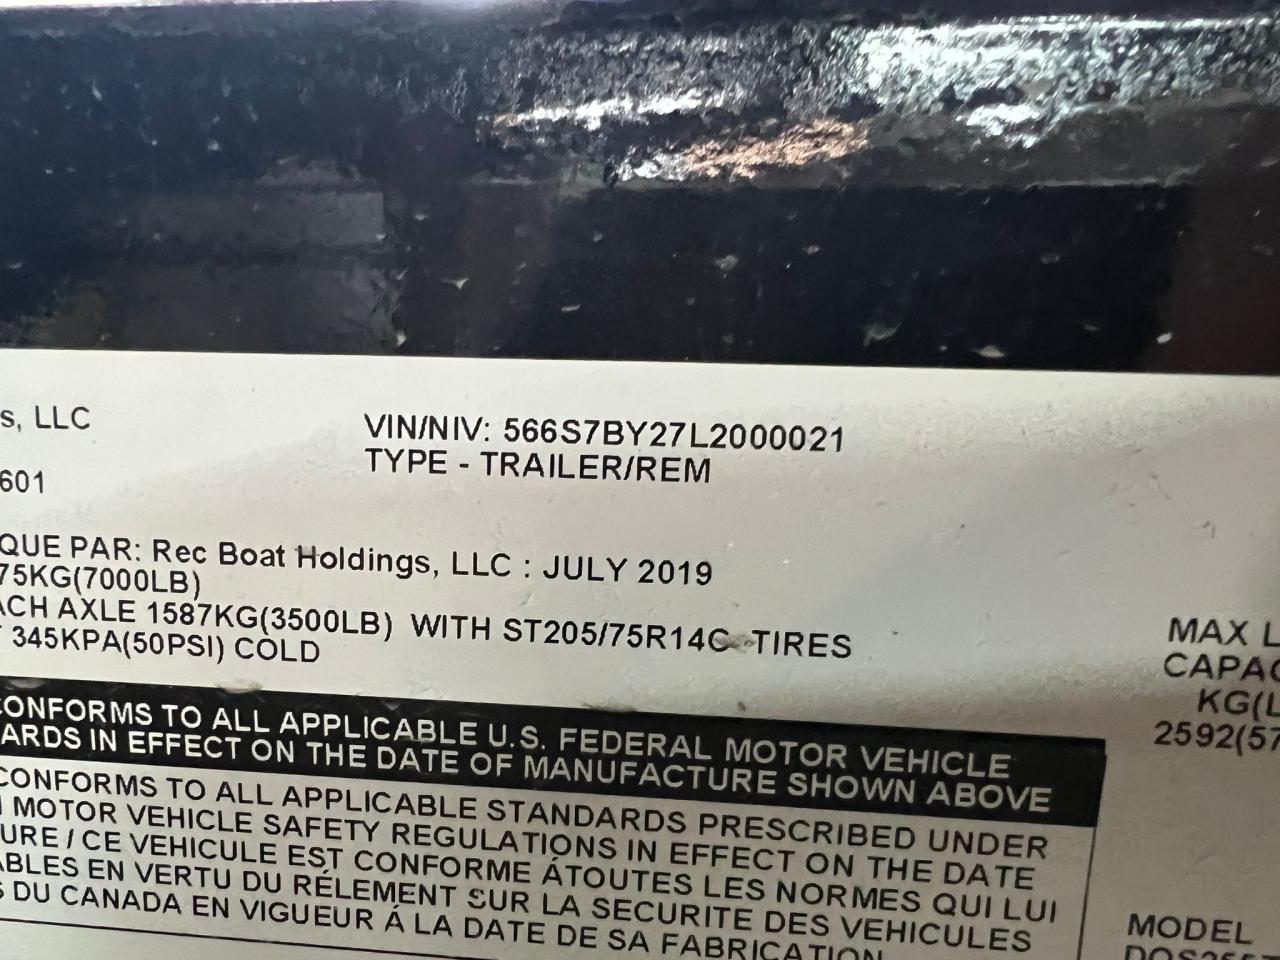 s, LLC
VIN/NIV: 566S7BY27L2000021
TYPE - TRAILER/REM
601
QUE PAR: Rec Boat Holdings, LLC : JULY 2019
75KG(7000LB)
ACH AXLE 1587KG(3500LB) WITH ST205/75R14C TIRES
345KPA(50PSI) COLD
MAX L
CAPAC
KG(L
2592(57
CONFORMS TO ALL APPLICABLE U.S. FEDERAL MOTOR VEHICLE
ARDS IN EFFECT ON THE DATE OF MANUFACTURE SHOWN ABOVE
CONFORMS TO ALL APPLICABLE STANDARDS PRESCRIBED UNDER
MOTOR VEHICLE SAFETY REGULATIONS IN EFFECT ON THE DATE
URE / CE VEHICULE EST CONFORME ÁTOUTES LES NORMES QUI LUI
ABLES EN VERTU DU RÉLEMENT SUR LA SECURITE DES VEHICULES
S DU CANADA EN VIGUEUR Á LA DATE DE SA FABRICATION
MODEL